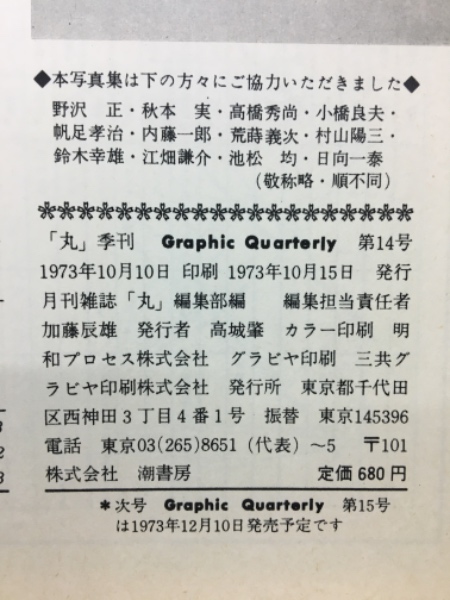 ◆本写真集は下の方々にご協力いただきました◆
野沢 正・秋本 実・高橋秀尚・小橋良夫・
帆足孝治・内藤一郎・荒蒔義次・村山陽三・
鈴木幸雄・江畑謙介・池松 均・日向一泰
(敬称略・順不同)
「丸」季刊 Graphic Quarterly 第14号
1973年10月10日 印刷 1973年10月15日 発行
月刊雑誌「丸」編集部編 編集担当責任者
加藤辰雄 発行者 高城肇 カラー印刷 明
和プロセス株式会社 グラビヤ印刷 三共グ
ラビヤ印刷株式会社 発行所 東京都千代田
区西神田3丁目4番1号 振替 東京145396
電話 東京03(265)8651(代表)〜5 〒101
株式会社 潮書房 定価 680円
*次号 Graphic Quarterly 第15号
は1973年12月10日発売予定です